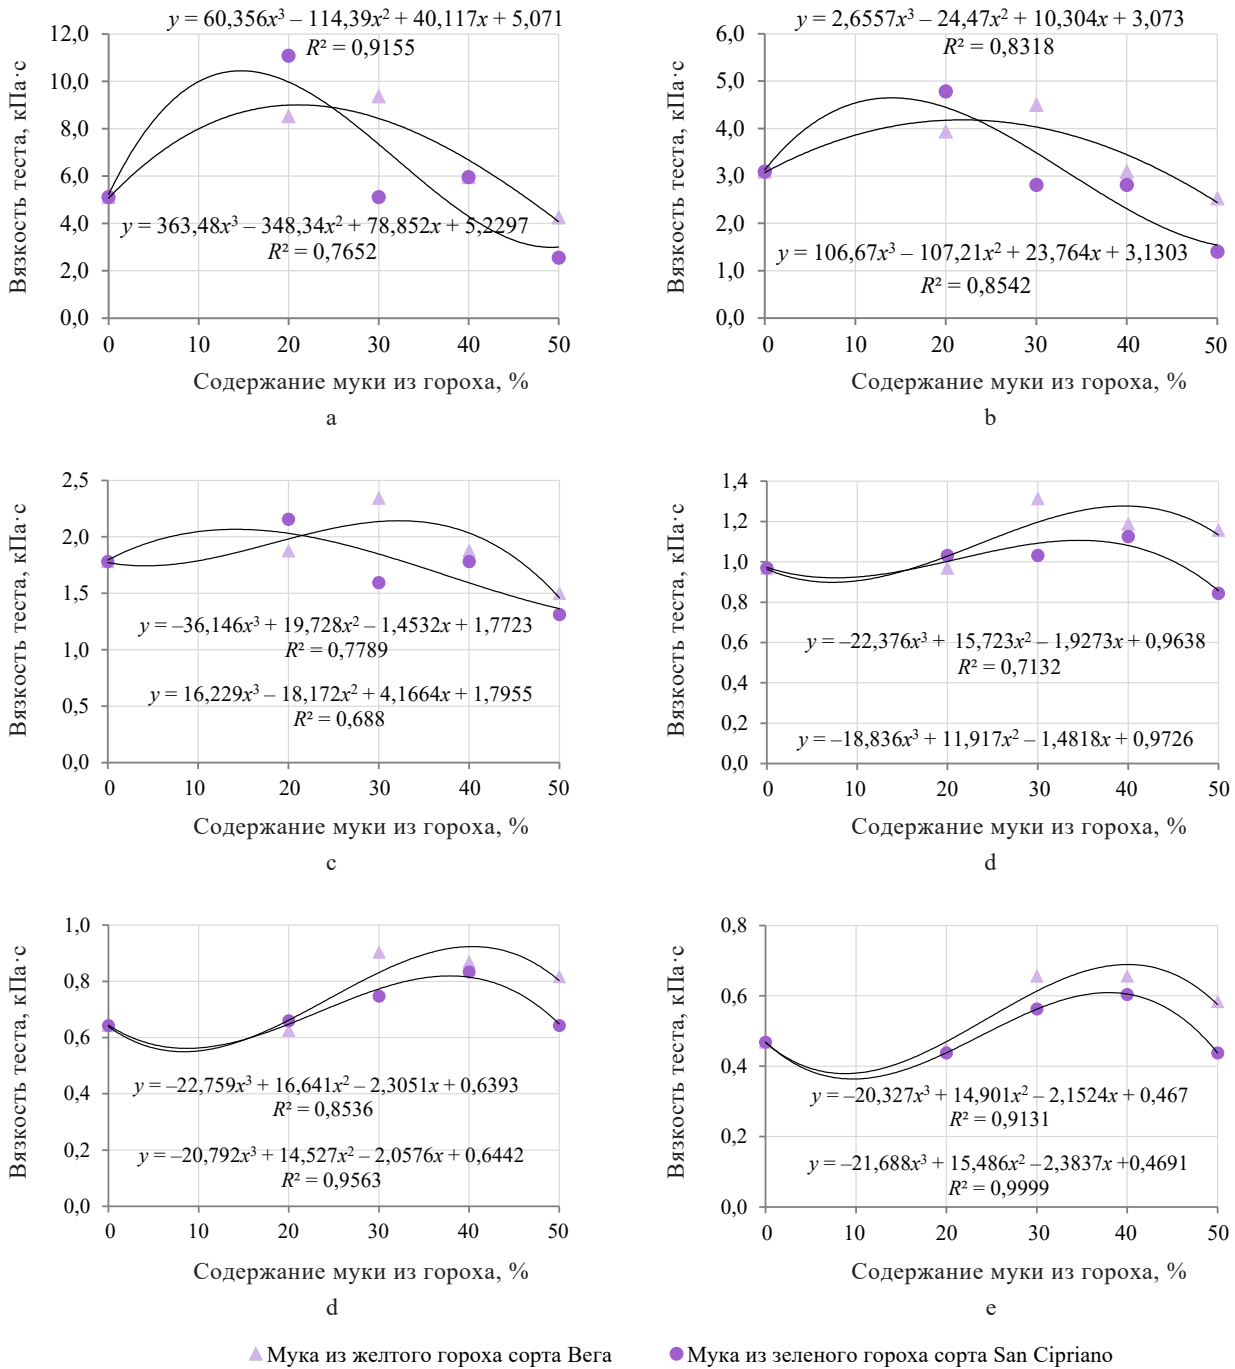 y = 60,356x³ – 114,39x² + 40,117x + 5,071
R² = 0,9155
12,0
10,0
8,0
6,0
4,0
2,0
0,0
y = 363,48x³ – 348,34x² + 78,852x + 5,2297
R² = 0,7652
0 10 20 30 40 50
Вязкость теста, кПа·с
Содержание муки из гороха, %
a
y = 2,6557x³ – 24,47x² + 10,304x + 3,073
R² = 0,8318
6,0
5,0
4,0
3,0
2,0
1,0
0,0
y = 106,67x³ – 107,21x² + 23,764x + 3,1303
R² = 0,8542
0 10 20 30 40 50
Вязкость теста, кПа·с
Содержание муки из гороха, %
b
2,5
2,0
1,5
1,0
0,5
0,0
y = –36,146x³ + 19,728x² – 1,4532x + 1,7723
R² = 0,7789
y = 16,229x³ – 18,172x² + 4,1664x + 1,7955
R² = 0,688
0 10 20 30 40 50
Вязкость теста, кПа·с
Содержание муки из гороха, %
c
1,4
1,2
1,0
0,8
0,6
0,4
0,2
0,0
y = –22,376x³ + 15,723x² – 1,9273x + 0,9638
R² = 0,7132
y = –18,836x³ + 11,917x² – 1,4818x + 0,9726
0 10 20 30 40 50
Вязкость теста, кПа·с
Содержание муки из гороха, %
d
1,0
0,8
0,6
0,4
0,2
0,0
y = –22,759x³ + 16,641x² – 2,3051x + 0,6393
R² = 0,8536
y = –20,792x³ + 14,527x² – 2,0576x + 0,6442
R² = 0,9563
0 10 20 30 40 50
Вязкость теста, кПа·с
Содержание муки из гороха, %
d
0,8
0,6
0,4
0,2
0,0
y = –20,327x³ + 14,901x² – 2,1524x + 0,467
R² = 0,9131
y = –21,688x³ + 15,486x² – 2,3837x +0,4691
R² = 0,9999
0 10 20 30 40 50
Вязкость теста, кПа·с
Содержание муки из гороха, %
e
Мука из желтого гороха сорта Вега
Мука из зеленого гороха сорта San Cipriano